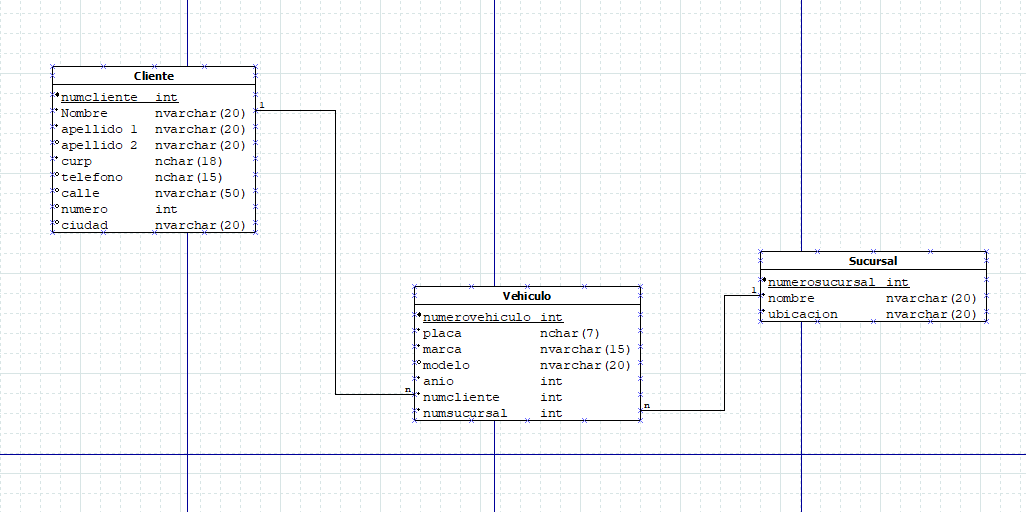 Cliente
numcliente int
Nombre nvarchar(20)
apellido 1 nvarchar(20)
apellido 2 nvarchar(20)
curp nchar(18)
telefono nchar(15)
calle nvarchar(50)
numero int
ciudad nvarchar(20)
1
n
Vehiculo
numerovehiculo int
placa nchar(7)
marca nvarchar(15)
modelo nvarchar(20)
anio int
numcliente int
numsucursal int
n
1
Sucursal
numerosucursal int
nombre nvarchar(20)
ubicacion nvarchar(20)